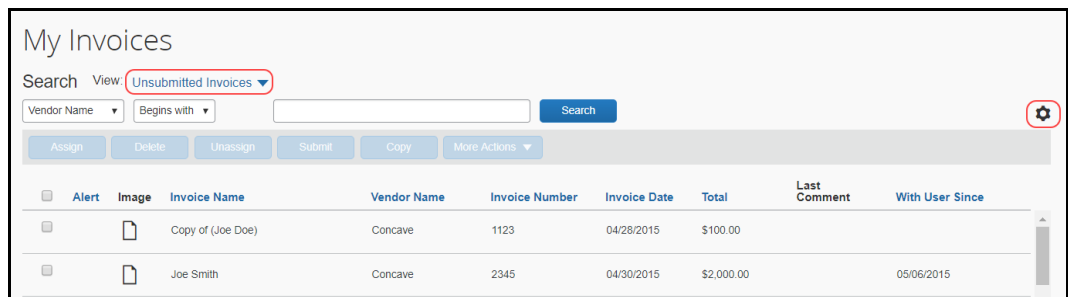 My Invoices
Search View: Unsubmitted Invoices
Vendor Name Begins with Search
Assign Delete Unassign Submit Copy More Actions
Alert Image Invoice Name Vendor Name Invoice Number Invoice Date Total Last Comment With User Since
Copy of (Joe Doe) Concave 1123 04/28/2015 $100.00
Joe Smith Concave 2345 04/30/2015 $2,000.00 05/06/2015